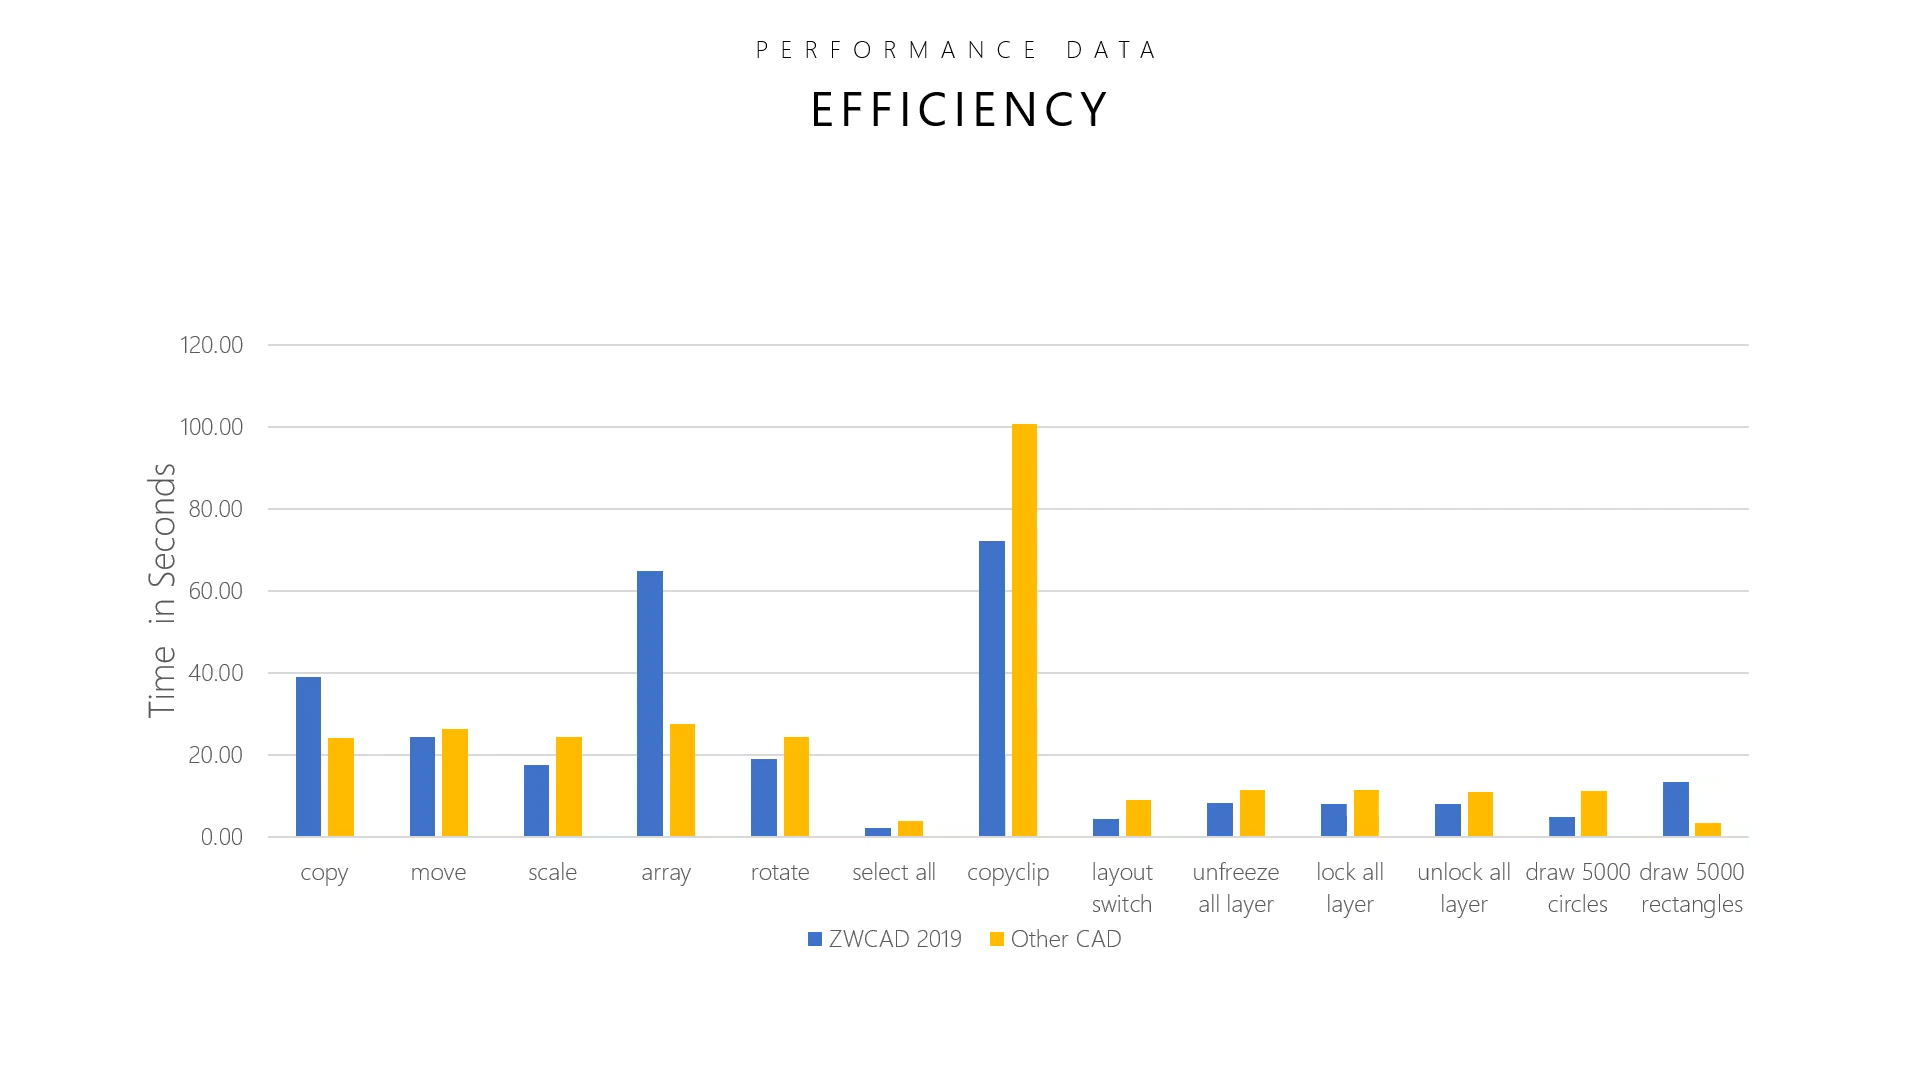 PERFORMANCE DATA
EFFICIENCY
120.00
100.00
80.00
60.00
40.00
20.00
0.00
Time in Seconds
copy
move
scale
array
rotate
select all
copyclip
layout
switch
unfreeze
all layer
lock all
layer
unlock all
layer
draw 5000
circles
draw 5000
rectangles
ZWCAD 2019
Other CAD